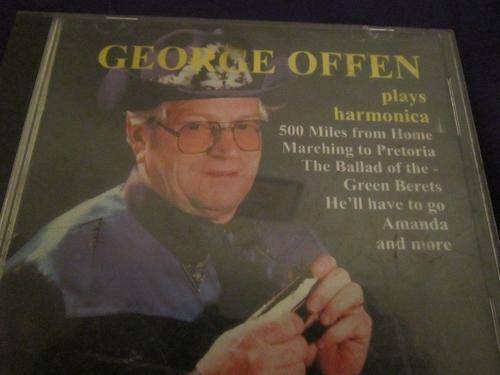 GEORGE OFFEN
plays
harmonica
500 Miles from Home
Marching to Pretoria
The Ballad of the -
Green Berets
He'll have to go
Amanda
and more